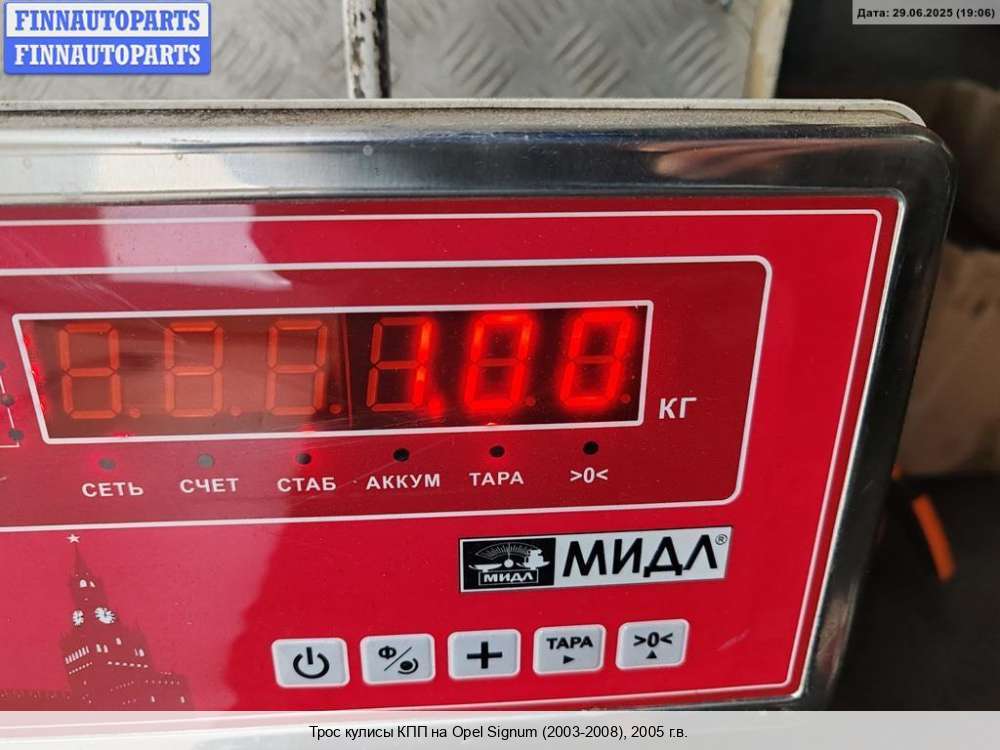 FINNAUTOPARTS
FINNAUTOPARTS
Дата: 29.06.2025 (19:06)
1.00
КГ
СЕТЬ СЧЕТ СТАБ АККУМ ТАРА >0<
МИДЛ МИДЛ®
Ф/ + ТАРА >0<
Трос кулисы КПП на Opel Signum (2003-2008), 2005 г.в.